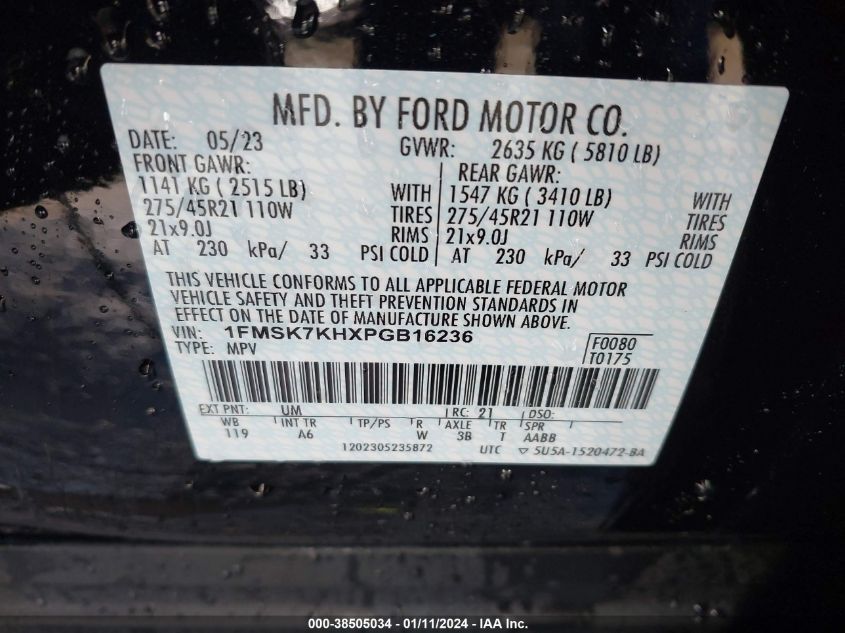 MFD. BY FORD MOTOR CO.
DATE: 05/23 GVWR: 2635 KG ( 5810 LB)
FRONT GAWR: REAR GAWR:
1141 KG ( 2515 LB) WITH 1547 KG ( 3410 LB) WITH
275/45R21 110W TIRES 275/45R21 110W TIRES
21x9.0J RIMS 21x9.0J RIMS
AT 230 kPa/ 33 PSI COLD AT 230 kPa/ 33 PSI COLD
THIS VEHICLE CONFORMS TO ALL APPLICABLE FEDERAL MOTOR
VEHICLE SAFETY AND THEFT PREVENTION STANDARDS IN
EFFECT ON THE DATE OF MANUFACTURE SHOWN ABOVE.
VIN: 1FMSK7KHXPGB16236 F0080
TYPE: MPV T0175
EXT PNT: UM RC: 21 DSO:
WB INT TR TP/PS R AXLE TR SPR
119 A6 W 3B T AABB
1202305235872 UTC ▽ 5U5A-1520472-BA
000-38505034 - 01/11/2024 - © IAA, Inc.